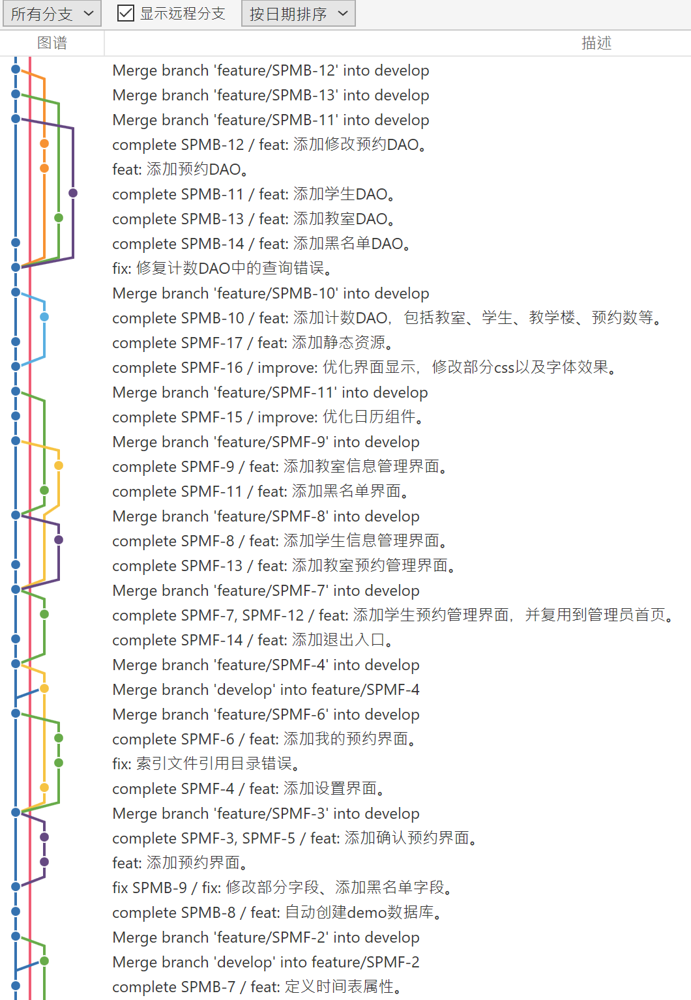 所有分支 显示远程分支 按日期排序
图谱 描述
Merge branch 'feature/SPMB-12' into develop
Merge branch 'feature/SPMB-13' into develop
Merge branch 'feature/SPMB-11' into develop
complete SPMB-12 / feat: 添加修改预约DAO。
feat: 添加预约DAO。
complete SPMB-11 / feat: 添加学生DAO。
complete SPMB-13 / feat: 添加教室DAO。
complete SPMB-14 / feat: 添加黑名单DAO。
fix: 修复计数DAO中的查询错误。
Merge branch 'feature/SPMB-10' into develop
complete SPMB-10 / feat: 添加计数DAO，包括教室、学生、教学楼、预约数等。
complete SPMF-17 / feat: 添加静态资源。
complete SPMF-16 / improve: 优化界面显示，修改部分css以及字体效果。
Merge branch 'feature/SPMF-11' into develop
complete SPMF-15 / improve: 优化日历组件。
Merge branch 'feature/SPMF-9' into develop
complete SPMF-9 / feat: 添加教室信息管理界面。
complete SPMF-11 / feat: 添加黑名单界面。
Merge branch 'feature/SPMF-8' into develop
complete SPMF-8 / feat: 添加学生信息管理界面。
complete SPMF-13 / feat: 添加教室预约管理界面。
Merge branch 'feature/SPMF-7' into develop
complete SPMF-7, SPMF-12 / feat: 添加学生预约管理界面，并复用到管理员首页。
complete SPMF-14 / feat: 添加退出入口。
Merge branch 'feature/SPMF-4' into develop
Merge branch 'develop' into feature/SPMF-4
Merge branch 'feature/SPMF-6' into develop
complete SPMF-6 / feat: 添加我的预约界面。
fix: 索引文件引用目录错误。
complete SPMF-4 / feat: 添加设置界面。
Merge branch 'feature/SPMF-3' into develop
complete SPMF-3, SPMF-5 / feat: 添加确认预约界面。
feat: 添加预约界面。
fix SPMB-9 / fix: 修改部分字段、添加黑名单字段。
complete SPMB-8 / feat: 自动创建demo数据库。
Merge branch 'feature/SPMF-2' into develop
Merge branch 'develop' into feature/SPMF-2
complete SPMB-7 / feat: 定义时间表属性。